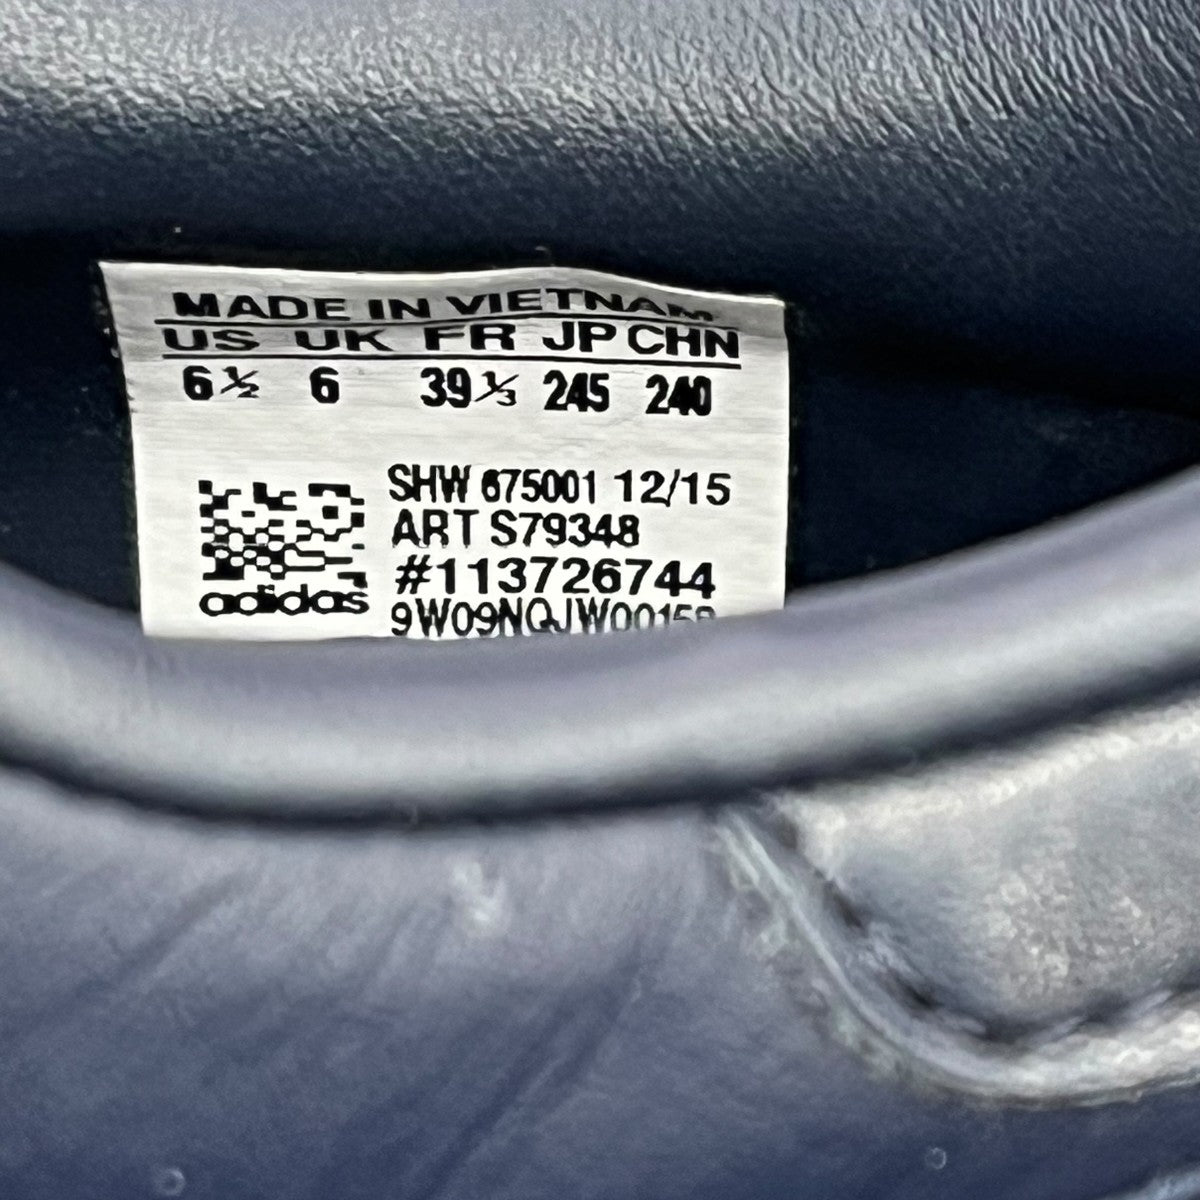 MADE IN VIETNAM
US UK FR JP CHN
6½ 6 39⅓ 245 240
SHW 675001 12/15
ART S79348
#113726744
adidas